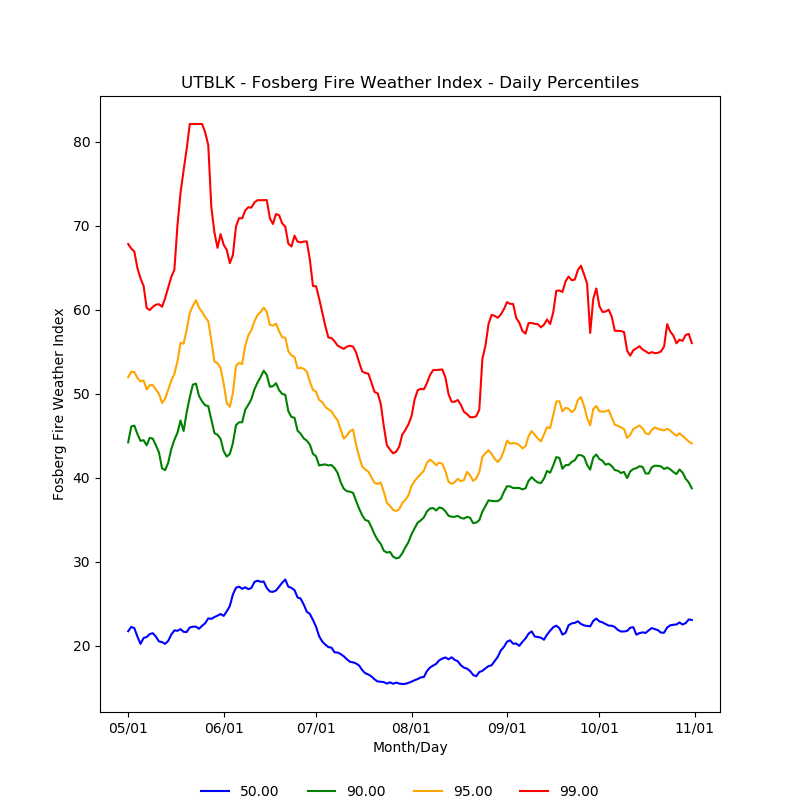 UTBLK - Fosberg Fire Weather Index - Daily Percentiles
80
70
60
50
40
30
20
Fosberg Fire Weather Index
05/01 06/01 07/01 08/01 09/01 10/01 11/01
Month/Day
50.00 90.00 95.00 99.00